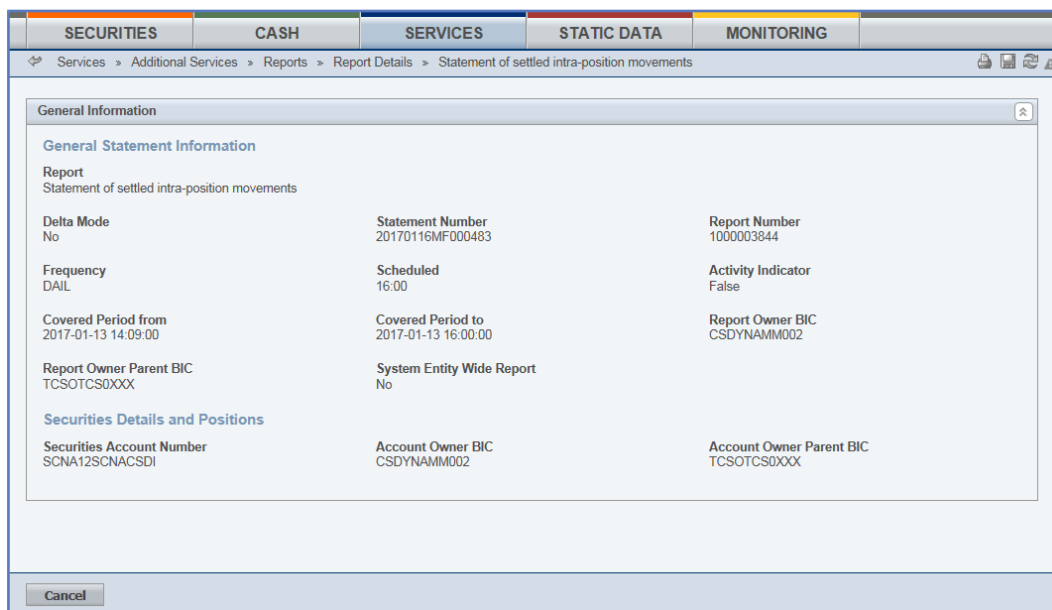 SECURITIES CASH SERVICES STATIC DATA MONITORING
Services » Additional Services » Reports » Report Details » Statement of settled intra-position movements
General Information
General Statement Information
Report
Statement of settled intra-position movements
Delta Mode Statement Number Report Number
No 20170116MF000483 1000003844
Frequency Scheduled Activity Indicator
DAIL 16:00 False
Covered Period from Covered Period to Report Owner BIC
2017-01-13 14:09:00 2017-01-13 16:00:00 CSDYNAMM002
Report Owner Parent BIC System Entity Wide Report
TCSOTCS0XXX No
Securities Details and Positions
Securities Account Number Account Owner BIC Account Owner Parent BIC
SCNA12SCNACSDI CSDYNAMM002 TCSOTCS0XXX
Cancel